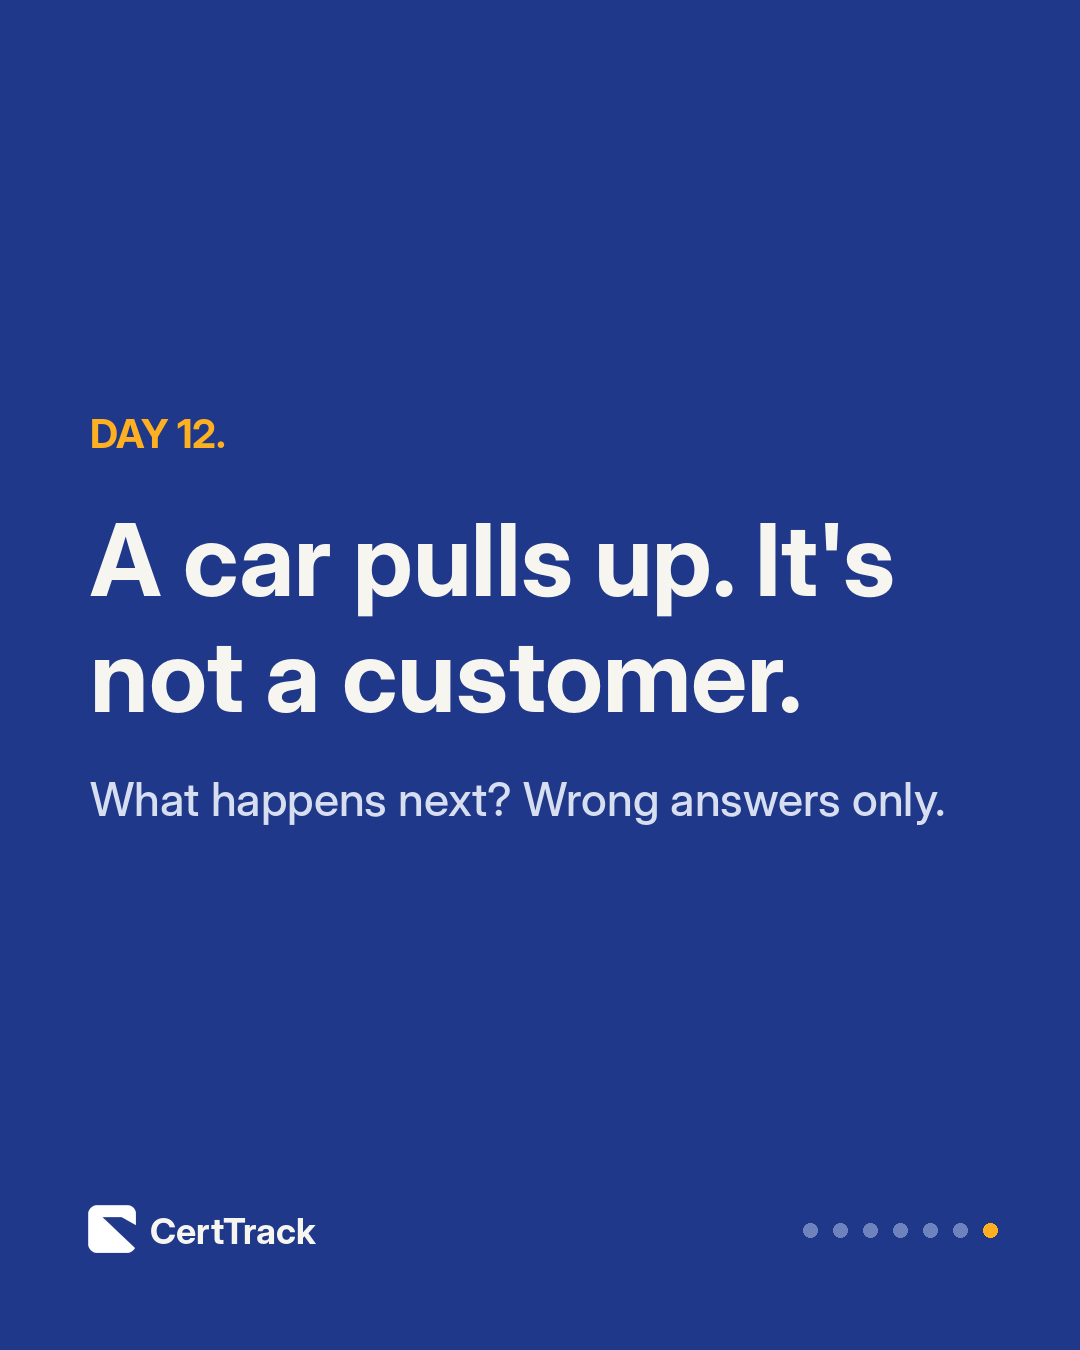 DAY 12.
A car pulls up. It's
not a customer.
What happens next? Wrong answers only.
CertTrack